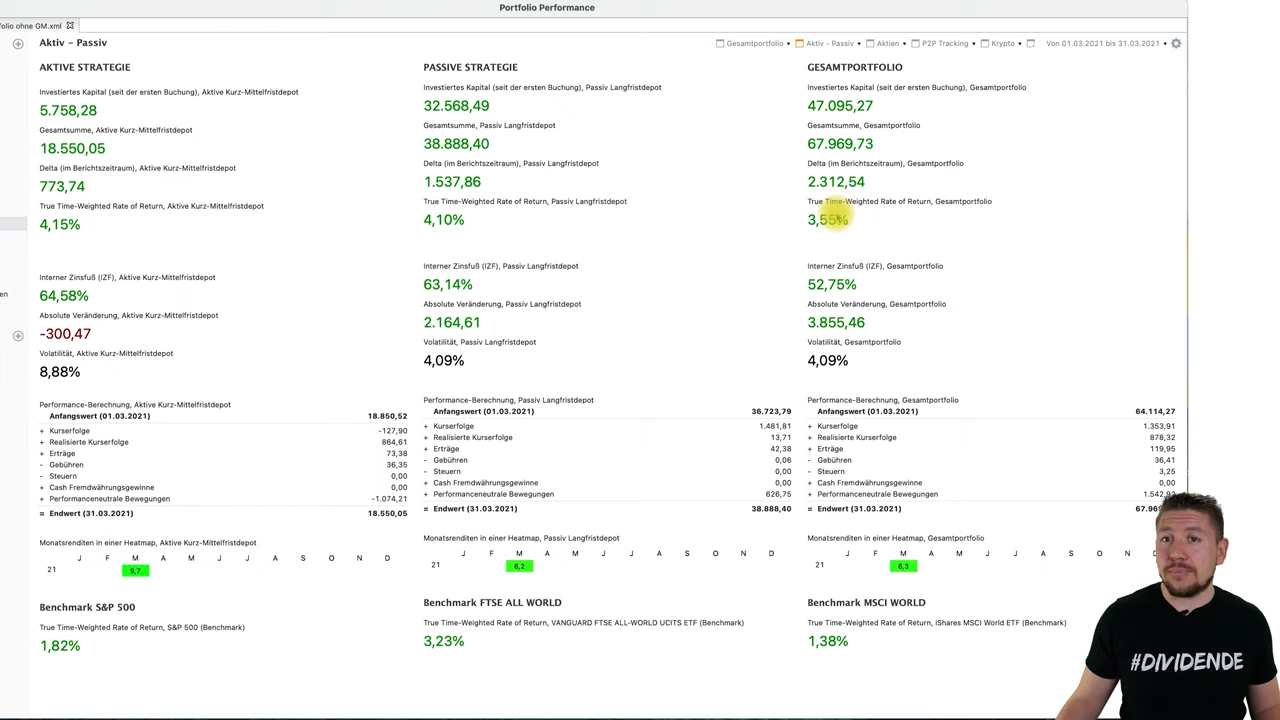 Portfolio Performance
folio ohne GM.xml
Aktiv – Passiv
Gesamtportfolio
Aktiv - Passiv
Aktien
P2P Tracking
Krypto
Von 01.03.2021 bis 31.03.2021
AKTIVE STRATEGIE
Investiertes Kapital (seit der ersten Buchung), Aktive Kurz-Mittelfristdepot
5.758,28
Gesamtsumme, Aktive Kurz-Mittelfristdepot
18.550,05
Delta (im Berichtszeitraum), Aktive Kurz-Mittelfristdepot
773,74
True Time-Weighted Rate of Return, Aktive Kurz-Mittelfristdepot
4,15%
Interner Zinsfuß (IZF), Aktive Kurz-Mittelfristdepot
64,58%
Absolute Veränderung, Aktive Kurz-Mittelfristdepot
-300,47
Volatilität, Aktive Kurz-Mittelfristdepot
8,88%
Performance-Berechnung, Aktive Kurz-Mittelfristdepot
Anfangswert (01.03.2021) 18.850,52
+ Kurserfolge -127,90
+ Realisierte Kurserfolge 864,61
+ Erträge 73,38
- Gebühren 36,35
- Steuern 0,00
+ Cash Fremdwährungsgewinne 0,00
+ Performanceneutrale Bewegungen -1.074,21
= Endwert (31.03.2021) 18.550,05
Monatsrenditen in einer Heatmap, Aktive Kurz-Mittelfristdepot
J F M A M J J A S O N D
21 9,7
Benchmark S&P 500
True Time-Weighted Rate of Return, S&P 500 (Benchmark)
1,82%
PASSIVE STRATEGIE
Investiertes Kapital (seit der ersten Buchung), Passiv Langfristdepot
32.568,49
Gesamtsumme, Passiv Langfristdepot
38.888,40
Delta (im Berichtszeitraum), Passiv Langfristdepot
1.537,86
True Time-Weighted Rate of Return, Passiv Langfristdepot
4,10%
Interner Zinsfuß (IZF), Passiv Langfristdepot
63,14%
Absolute Veränderung, Passiv Langfristdepot
2.164,61
Volatilität, Passiv Langfristdepot
4,09%
Performance-Berechnung, Passiv Langfristdepot
Anfangswert (01.03.2021) 36.723,79
+ Kurserfolge 1.481,81
+ Realisierte Kurserfolge 13,71
+ Erträge 42,38
- Gebühren 0,06
- Steuern 0,00
+ Cash Fremdwährungsgewinne 0,00
+ Performanceneutrale Bewegungen 626,75
= Endwert (31.03.2021) 38.888,40
Monatsrenditen in einer Heatmap, Passiv Langfristdepot
J F M A M J J A S O N D
21 6,2
Benchmark FTSE ALL WORLD
True Time-Weighted Rate of Return, VANGUARD FTSE ALL-WORLD UCITS ETF (Benchmark)
3,23%
GESAMTPORTFOLIO
Investiertes Kapital (seit der ersten Buchung), Gesamtportfolio
47.095,27
Gesamtsumme, Gesamtportfolio
67.969,73
Delta (im Berichtszeitraum), Gesamtportfolio
2.312,54
True Time-Weighted Rate of Return, Gesamtportfolio
3,55%
Interner Zinsfuß (IZF), Gesamtportfolio
52,75%
Absolute Veränderung, Gesamtportfolio
3.855,46
Volatilität, Gesamtportfolio
4,09%
Performance-Berechnung, Gesamtportfolio
Anfangswert (01.03.2021) 64.114,27
+ Kurserfolge 1.353,91
+ Realisierte Kurserfolge 878,32
+ Erträge 119,95
- Gebühren 36,41
- Steuern 3,25
+ Cash Fremdwährungsgewinne 0,00
+ Performanceneutrale Bewegungen 1.542,9
= Endwert (31.03.2021) 67.969
Monatsrenditen in einer Heatmap, Gesamtportfolio
J F M A M J J A S O N D
21 6,3
Benchmark MSCI WORLD
True Time-Weighted Rate of Return, iShares MSCI World ETF (Benchmark)
1,38%
#DIVIDENDE
en